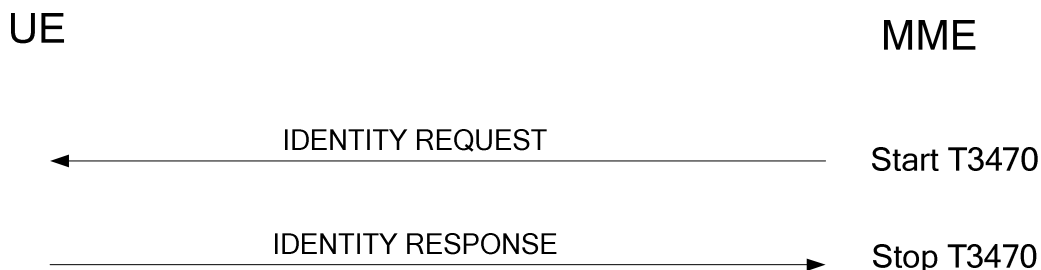 UE
MME
IDENTITY REQUEST
Start T3470
IDENTITY RESPONSE
Stop T3470